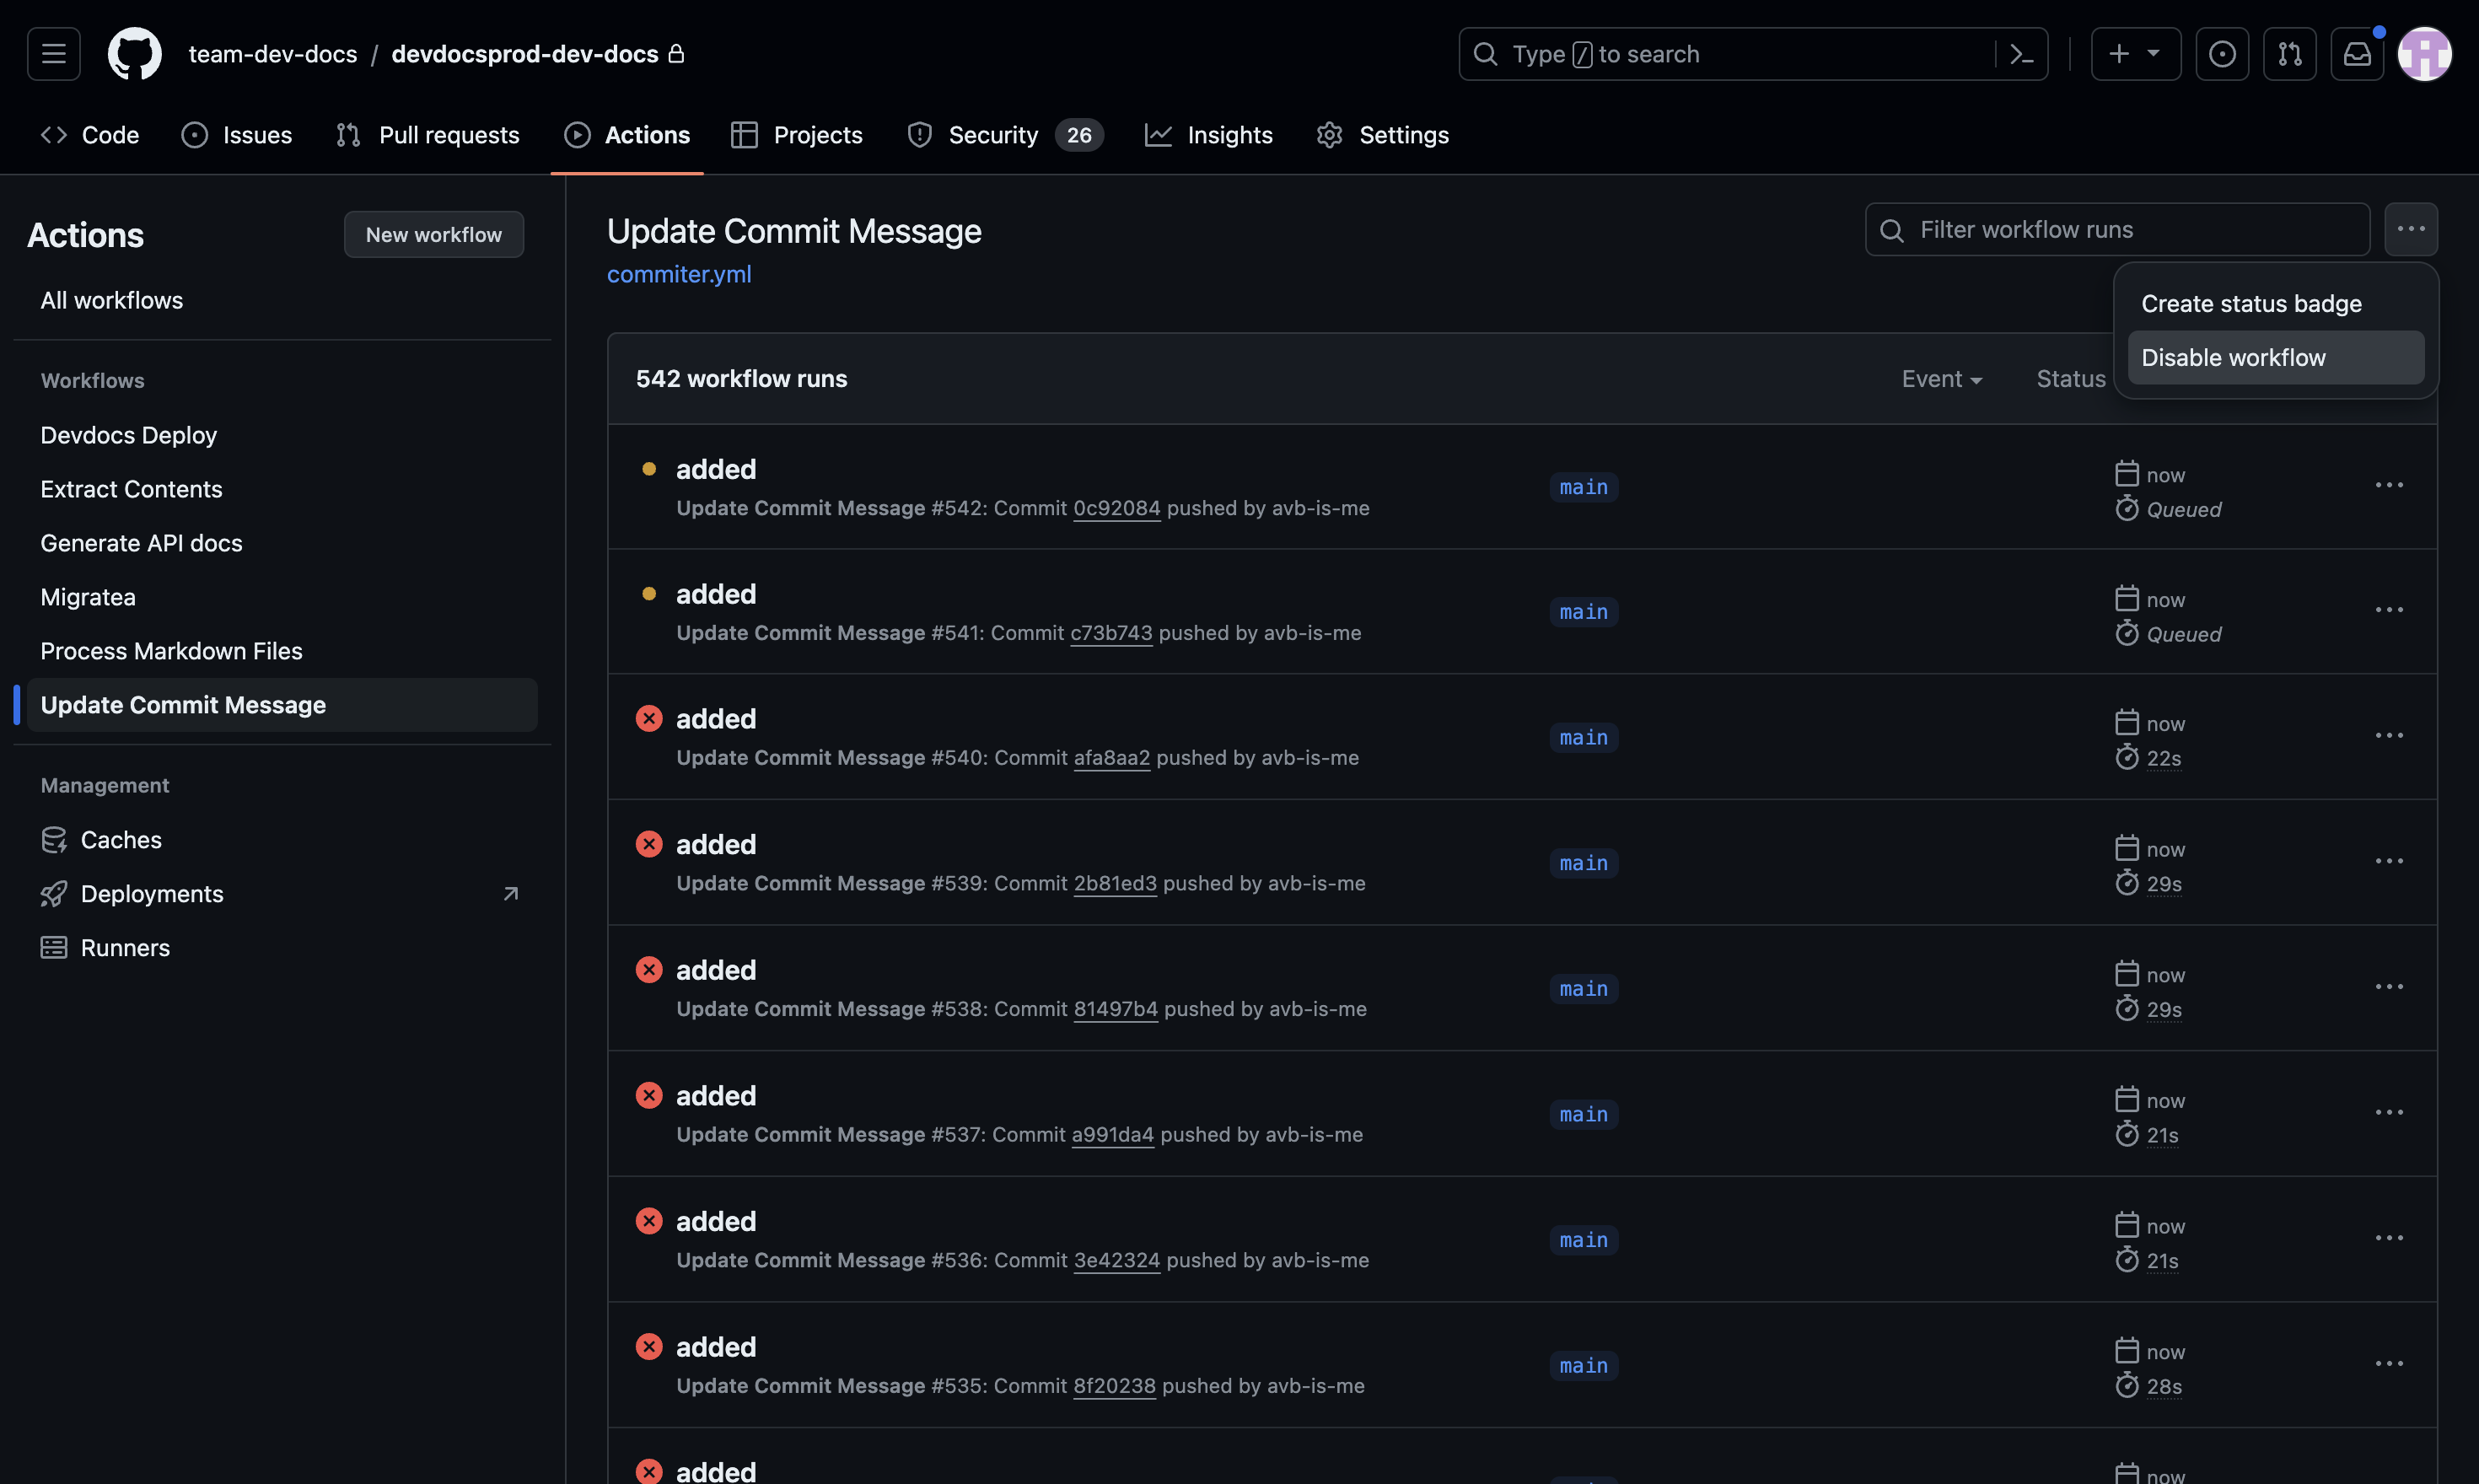 team-dev-docs / devdocsprod-dev-docs
Type / to search
Code
Issues
Pull requests
Actions
Projects
Security 26
Insights
Settings
Actions
New workflow
All workflows
Workflows
Devdocs Deploy
Extract Contents
Generate API docs
Migratea
Process Markdown Files
Update Commit Message
Management
Caches
Deployments
Runners
Update Commit Message
commiter.yml
Filter workflow runs
Create status badge
Disable workflow
542 workflow runs
Event
Status
added
Update Commit Message #542: Commit 0c92084 pushed by avb-is-me
main
now
Queued
added
Update Commit Message #541: Commit c73b743 pushed by avb-is-me
main
now
Queued
added
Update Commit Message #540: Commit afa8aa2 pushed by avb-is-me
main
now
22s
added
Update Commit Message #539: Commit 2b81ed3 pushed by avb-is-me
main
now
29s
added
Update Commit Message #538: Commit 81497b4 pushed by avb-is-me
main
now
29s
added
Update Commit Message #537: Commit a991da4 pushed by avb-is-me
main
now
21s
added
Update Commit Message #536: Commit 3e42324 pushed by avb-is-me
main
now
21s
added
Update Commit Message #535: Commit 8f20238 pushed by avb-is-me
main
now
28s
added
now